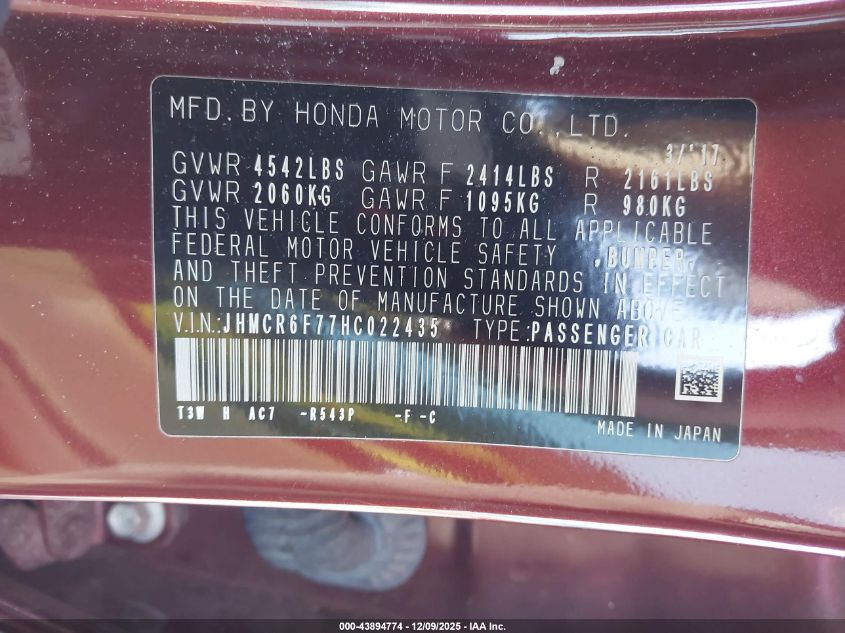 MFD. BY HONDA MOTOR CO., LTD.
3/'17
GVWR 4542LBS GAWR F 2414LBS R 2161LBS
GVWR 2060KG GAWR F 1095KG R 980KG
THIS VEHICLE CONFORMS TO ALL APPLICABLE
FEDERAL MOTOR VEHICLE SAFETY ,BUMPER,
AND THEFT PREVENTION STANDARDS IN EFFECT
ON THE DATE OF MANUFACTURE SHOWN ABOVE.
V.I.N.:JHMCR6F77HC022435 TYPE:PASSENGER CAR
T3W H AC7 -R543P -F -C
MADE IN JAPAN
000-43894774 - 12/09/2025 - IAA Inc.